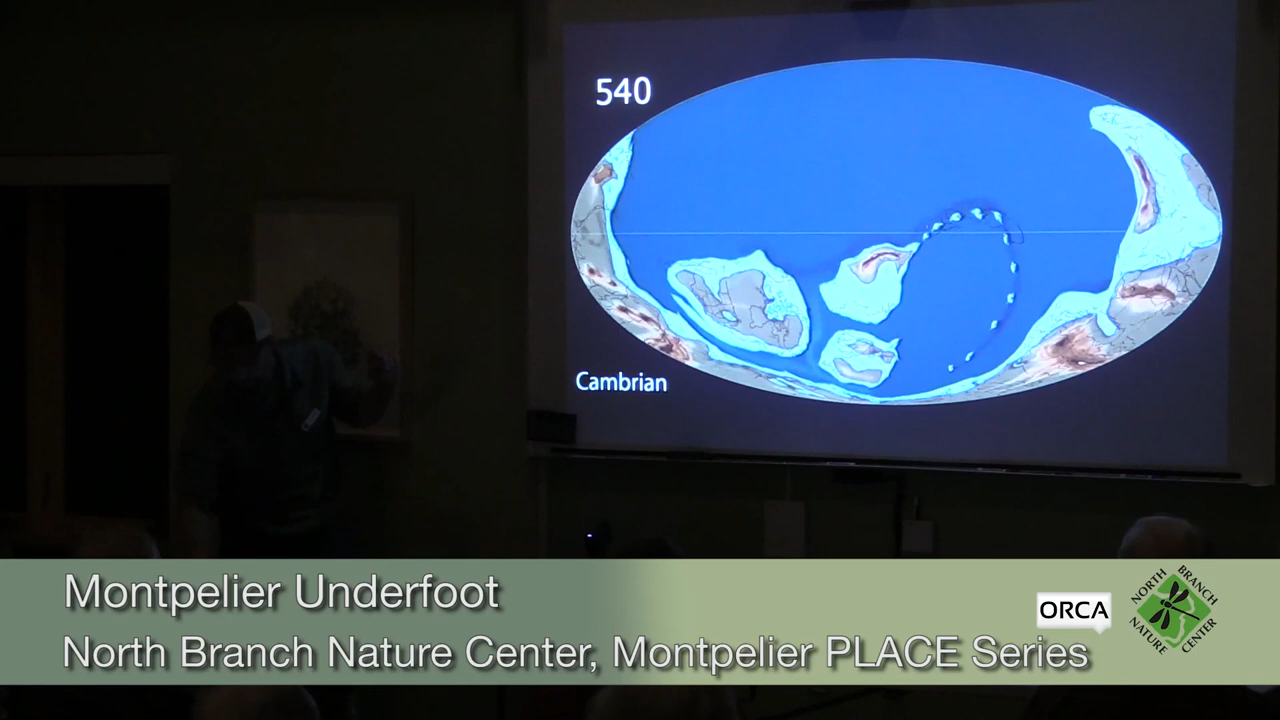 540
Cambrian
Montpelier Underfoot
North Branch Nature Center, Montpelier PLACE Series
ORCA
NORTH BRANCH
NATURE CENTER